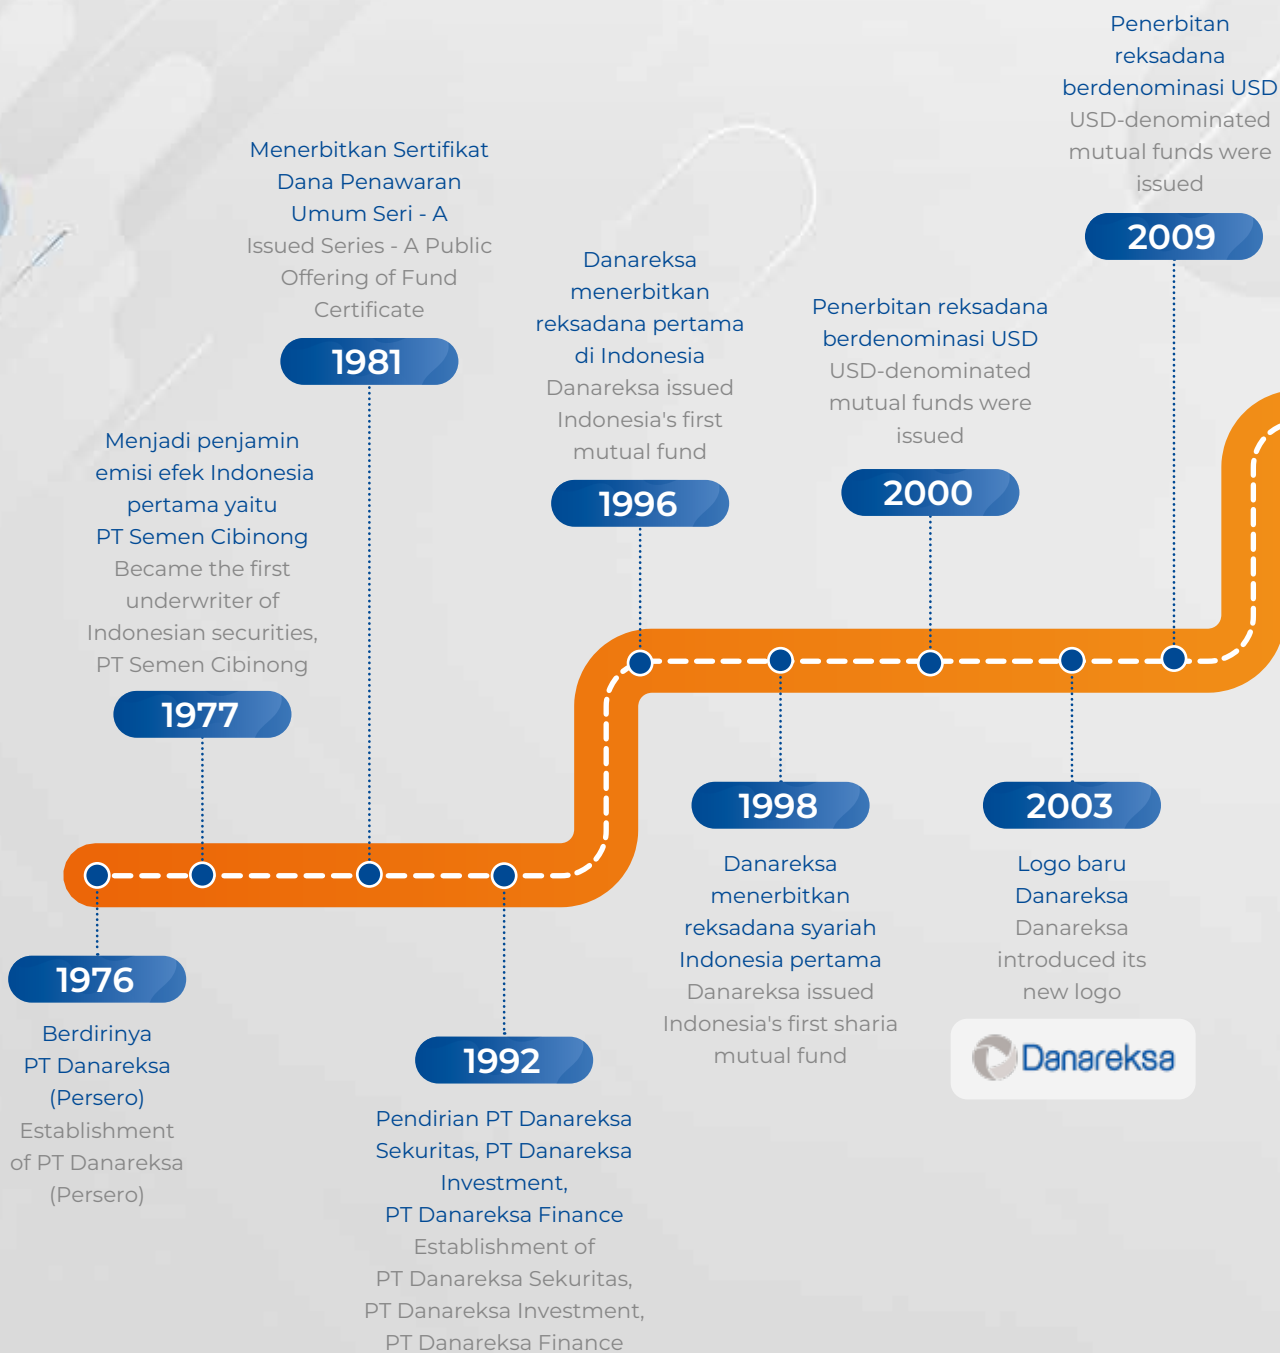 1976
Berdirinya
PT Danareksa
(Persero)
Establishment
of PT Danareksa
(Persero)
Menjadi penjamin
emisi efek Indonesia
pertama yaitu
PT Semen Cibinong
Became the first
underwriter of
Indonesian securities,
PT Semen Cibinong
1977
Menerbitkan Sertifikat
Dana Penawaran
Umum Seri - A
Issued Series - A Public
Offering of Fund
Certificate
1981
1992
Pendirian PT Danareksa
Sekuritas, PT Danareksa
Investment,
PT Danareksa Finance
Establishment of
PT Danareksa Sekuritas,
PT Danareksa Investment,
PT Danareksa Finance
Danareksa
menerbitkan
reksadana pertama
di Indonesia
Danareksa issued
Indonesia's first
mutual fund
1996
1998
Danareksa
menerbitkan
reksadana syariah
Indonesia pertama
Danareksa issued
Indonesia's first sharia
mutual fund
Penerbitan reksadana
berdenominasi USD
USD-denominated
mutual funds were
issued
2000
2003
Logo baru
Danareksa
Danareksa
introduced its
new logo
Danareksa
Penerbitan
reksadana
berdenominasi USD
USD-denominated
mutual funds were
issued
2009